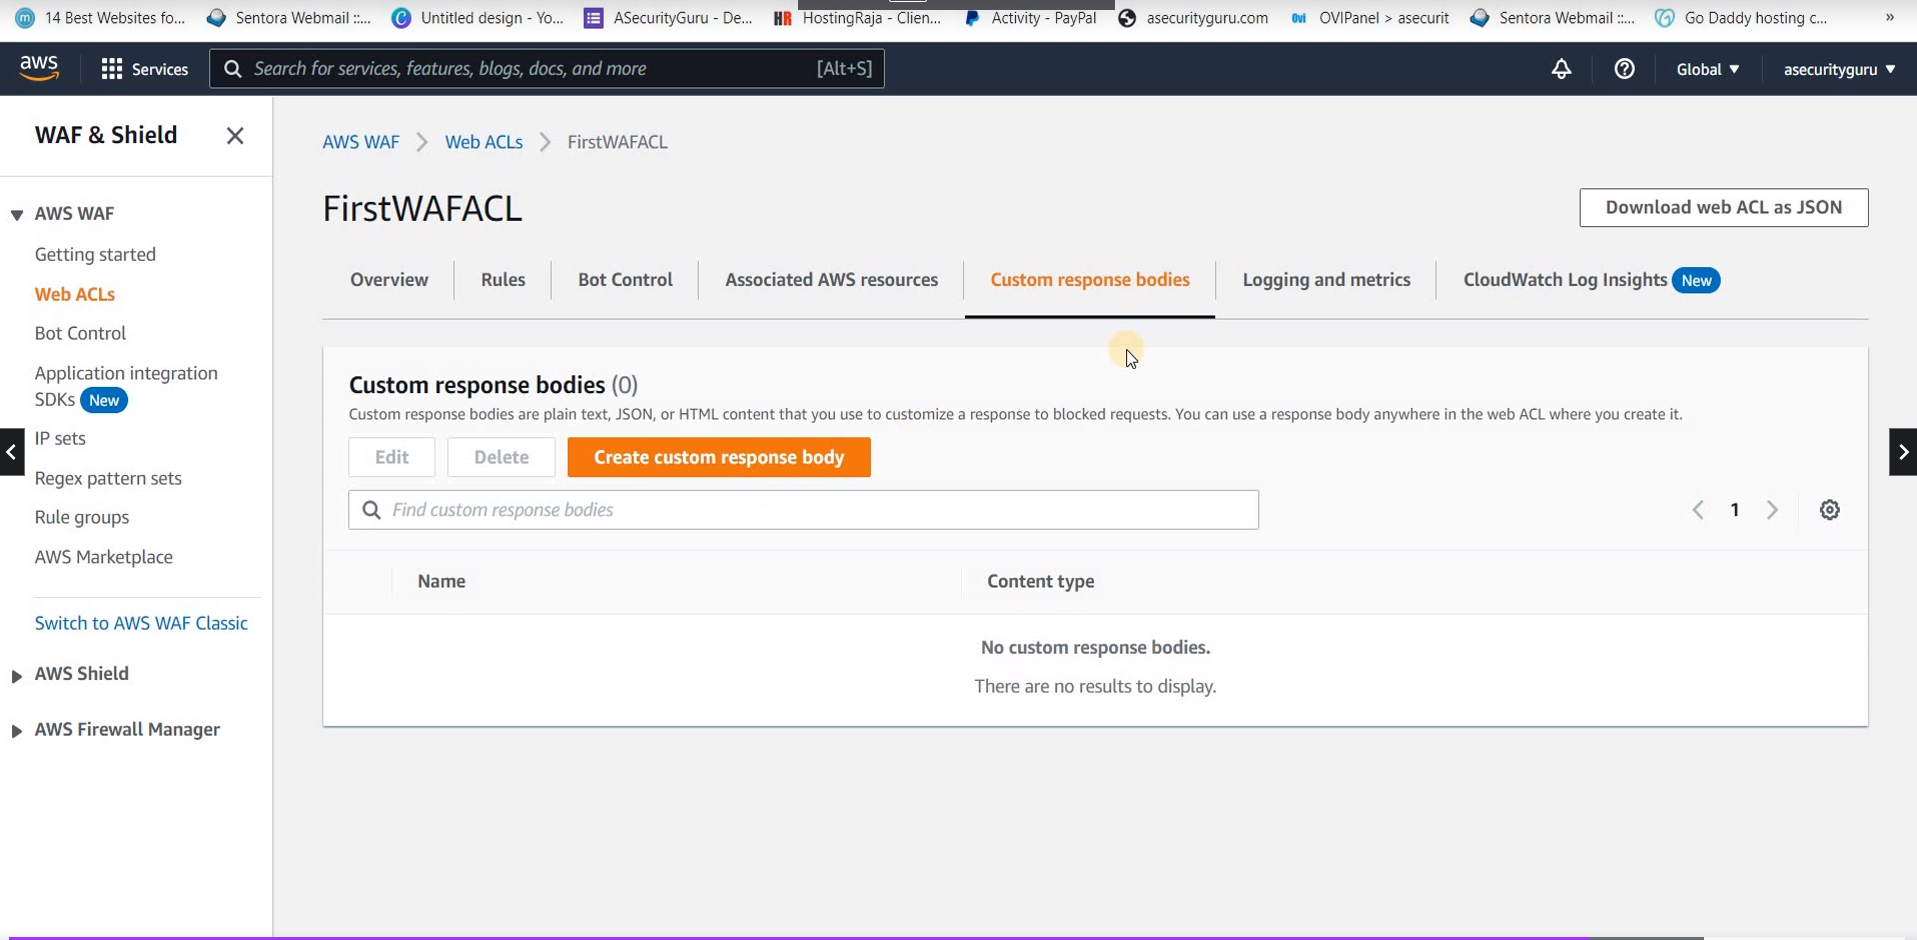 14 Best Websites fo...
Sentora Webmail ::...
Untitled design - Yo...
ASecurityGuru - De...
HR HostingRaja - Clien...
Activity - PayPal
asecurityguru.com
Ovi OVIPanel > asecurit
Sentora Webmail ::...
Go Daddy hosting c...
»
aws
Services
Search for services, features, blogs, docs, and more [Alt+S]
Global
asecurityguru
WAF & Shield
AWS WAF
Getting started
Web ACLs
Bot Control
Application integration
SDKs New
IP sets
Regex pattern sets
Rule groups
AWS Marketplace
Switch to AWS WAF Classic
AWS Shield
AWS Firewall Manager
AWS WAF > Web ACLs > FirstWAFACL
FirstWAFACL
Download web ACL as JSON
Overview
Rules
Bot Control
Associated AWS resources
Custom response bodies
Logging and metrics
CloudWatch Log Insights New
Custom response bodies (0)
Custom response bodies are plain text, JSON, or HTML content that you use to customize a response to blocked requests. You can use a response body anywhere in the web ACL where you create it.
Edit
Delete
Create custom response body
Find custom response bodies
1
Name
Content type
No custom response bodies.
There are no results to display.